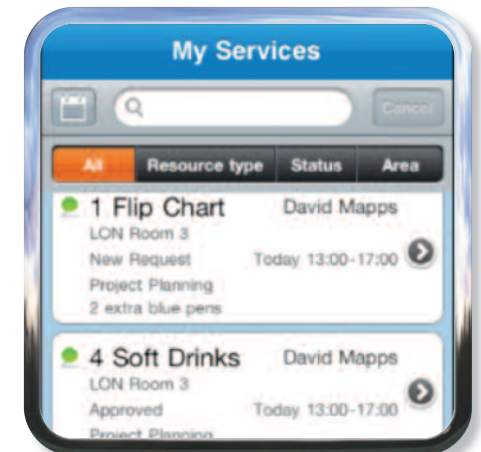 My Services
Cancel
All Resource type Status Area
1 Flip Chart David Mapps
LON Room 3
New Request Today 13:00-17:00
Project Planning
2 extra blue pens
4 Soft Drinks David Mapps
LON Room 3
Approved Today 13:00-17:00
Project Planning